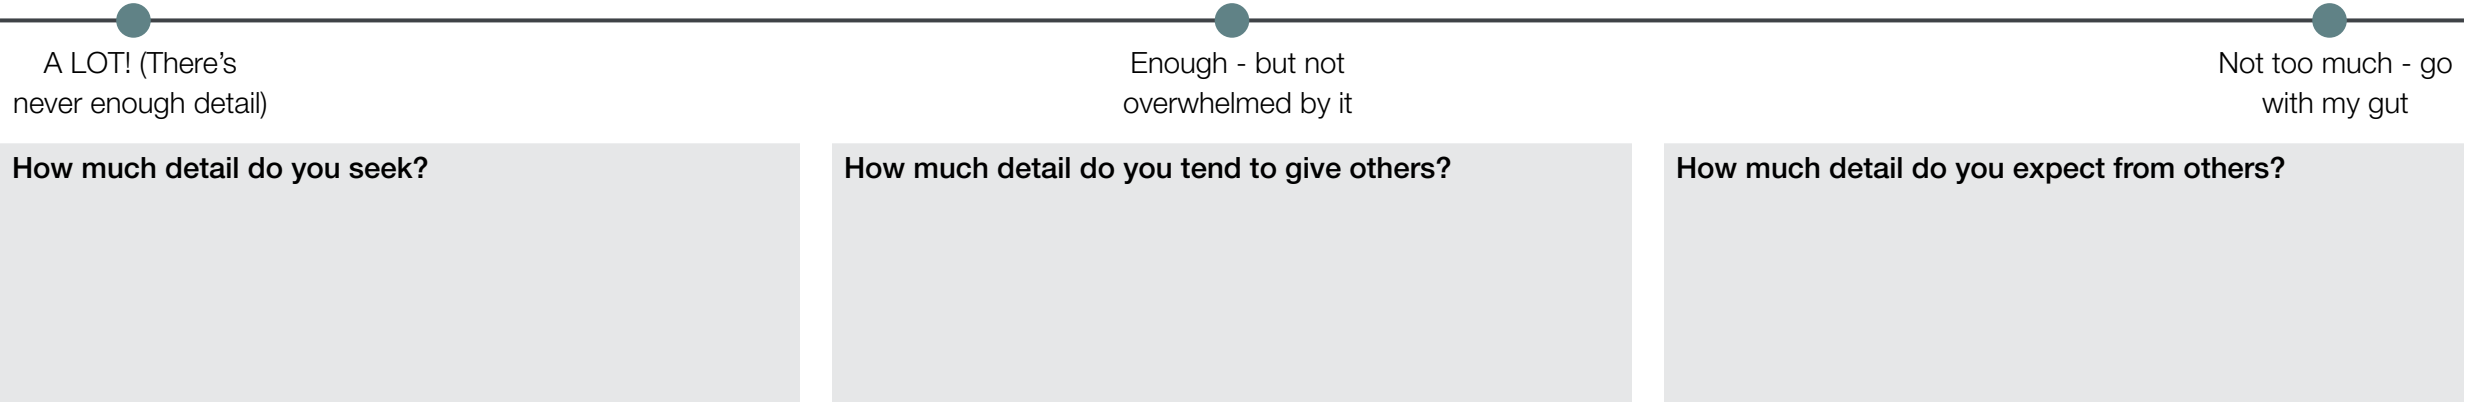 A LOT! (There's
never enough detail)
Enough - but not
overwhelmed by it
Not too much - go
with my gut
How much detail do you seek?
How much detail do you tend to give others?
How much detail do you expect from others?